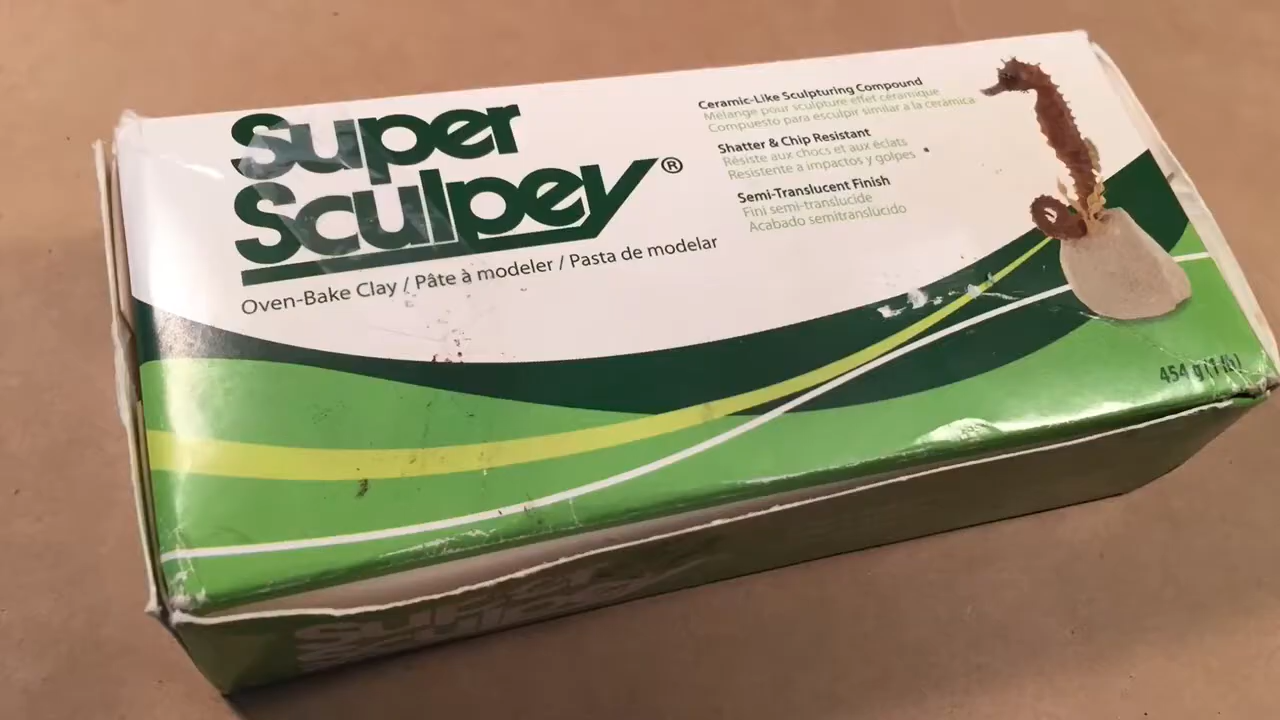 Super
Sculpey®
Oven-Bake Clay / Pâte à modeler / Pasta de modelar
Ceramic-Like Sculpturing Compound
Mélange pour sculpture effet céramique
Compuesto para esculpir similar a la cerámica
Shatter & Chip Resistant
Résiste aux chocs et aux éclats
Resistente a impactos y golpes
Semi-Translucent Finish
Fini semi-translucide
Acabado semitranslúcido
454 g (1 lb)
Super
Sculpey